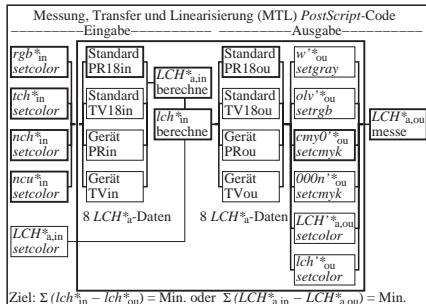 Messung, Transfer und Linearisierung (MTL) PostScript-Code
Eingabe
Ausgabe
rgb*in
setcolor
tch*in
setcolor
nch*in
setcolor
ncu*in
setcolor
LCH*a,in
setcolor
Standard
PR18in
Standard
TV18in
Gerät
PRin
Gerät
TVin
8 LCH*a-Daten
LCH*a,in
berechne
lch*in
berechne
Standard
PR18ou
Standard
TV18ou
Gerät
PRou
Gerät
TVou
8 LCH*a-Daten
w'*ou
setgray
olv'*ou
setrgb
cmy0'*ou
setcmyk
000n'*ou
setcmyk
LCH'*a,ou
setcolor
lch'*ou
setcolor
LCH*a,ou
messe
Ziel: Σ (lch*in – lch*ou) = Min. oder Σ (LCH*a,in – LCH*a,ou) = Min.